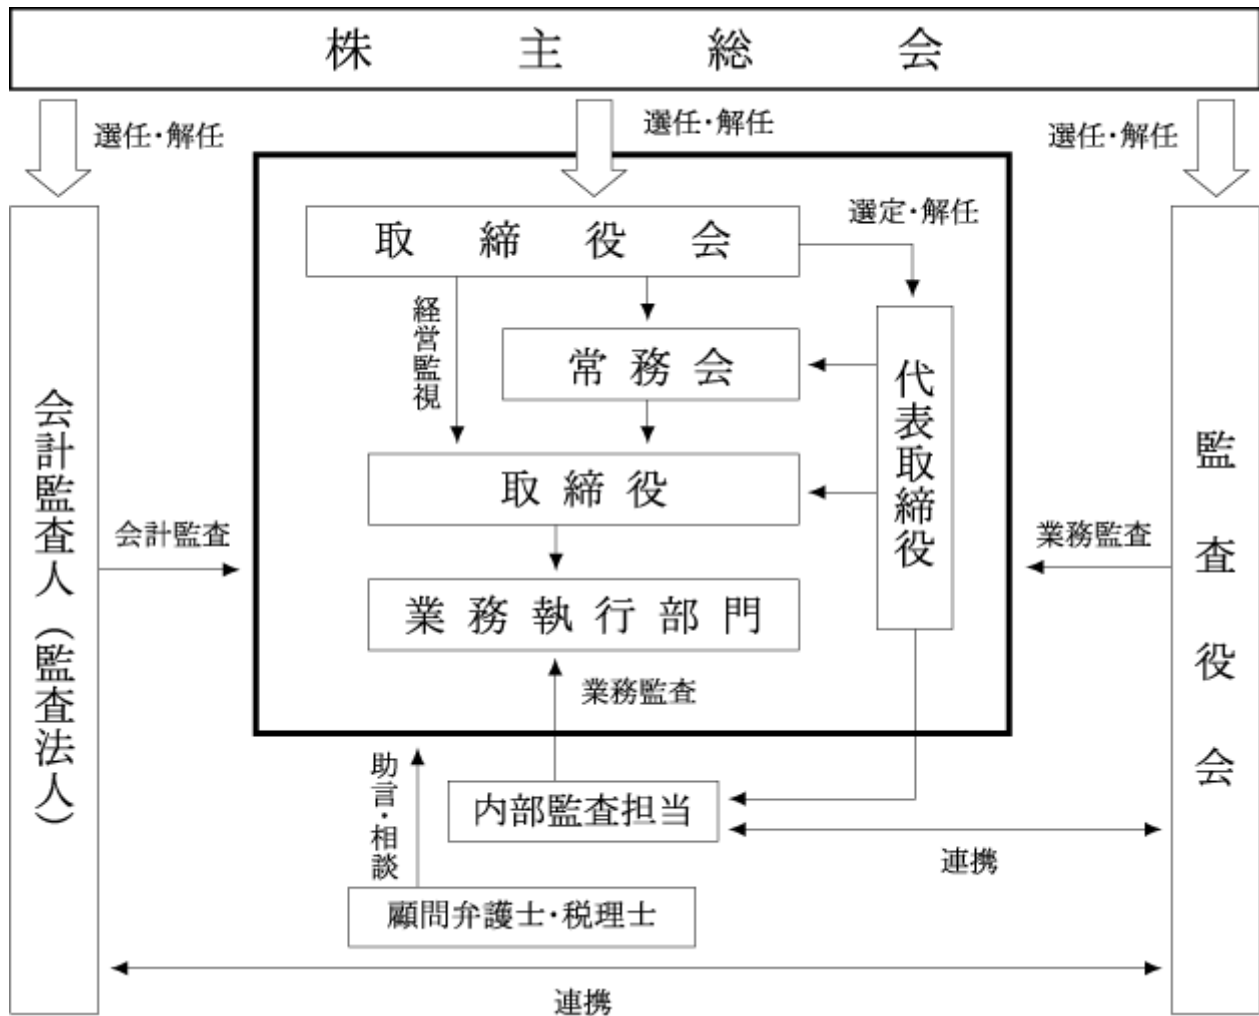 株主総会
選任・解任
選任・解任
選任・解任
取締役会
選定・解任
経営監視
常務会
代表取締役
取締役
会計監査人（監査法人）
会計監査
監査役会
業務監査
業務執行部門
業務監査
助言・相談
内部監査担当
連携
顧問弁護士・税理士
連携